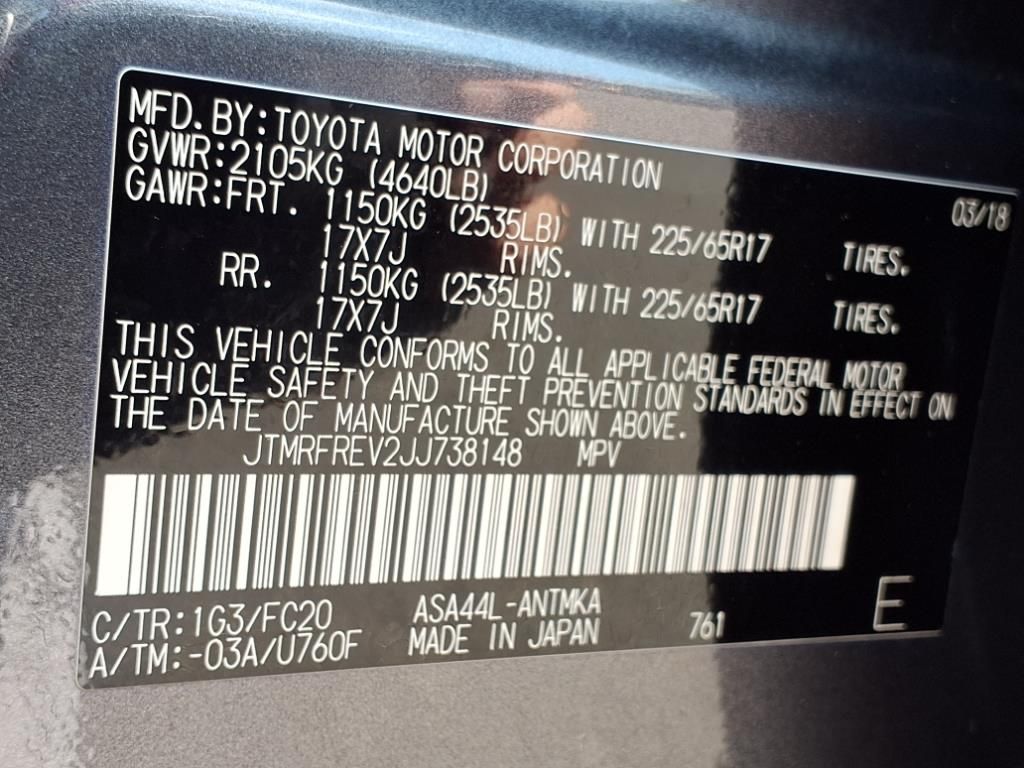 MFD.BY:TOYOTA MOTOR CORPORATION 03/18
GVWR:2105KG (4640LB)
GAWR:FRT. 1150KG (2535LB) WITH 225/65R17 TIRES.
17X7J RIMS.
RR. 1150KG (2535LB) WITH 225/65R17 TIRES.
17X7J RIMS.
THIS VEHICLE CONFORMS TO ALL APPLICABLE FEDERAL MOTOR
VEHICLE SAFETY AND THEFT PREVENTION STANDARDS IN EFFECT ON
THE DATE OF MANUFACTURE SHOWN ABOVE.
JTMRFREV2JJ738148 MPV
C/TR:1G3/FC20 ASA44L-ANTMKA
A/TM:-03A/U760F MADE IN JAPAN 761 E